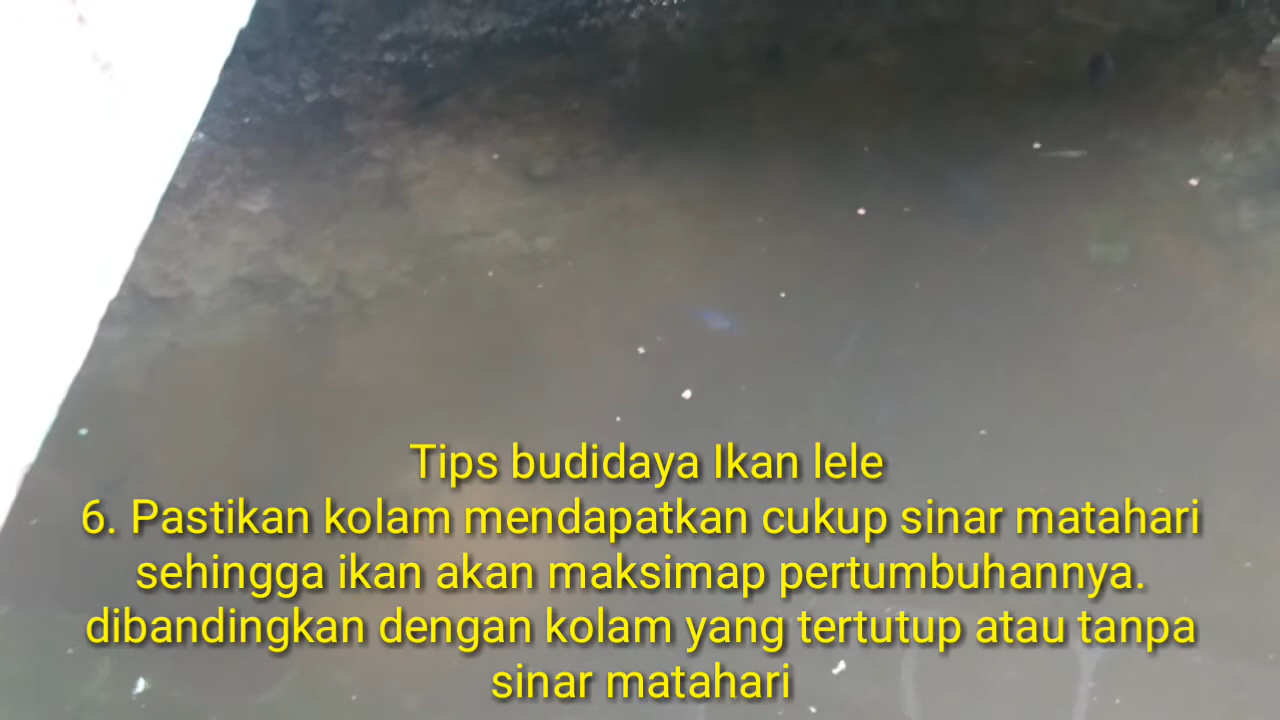 Tips budidaya Ikan lele
6. Pastikan kolam mendapatkan cukup sinar matahari
sehingga ikan akan maksimap pertumbuhannya.
dibandingkan dengan kolam yang tertutup atau tanpa
sinar matahari